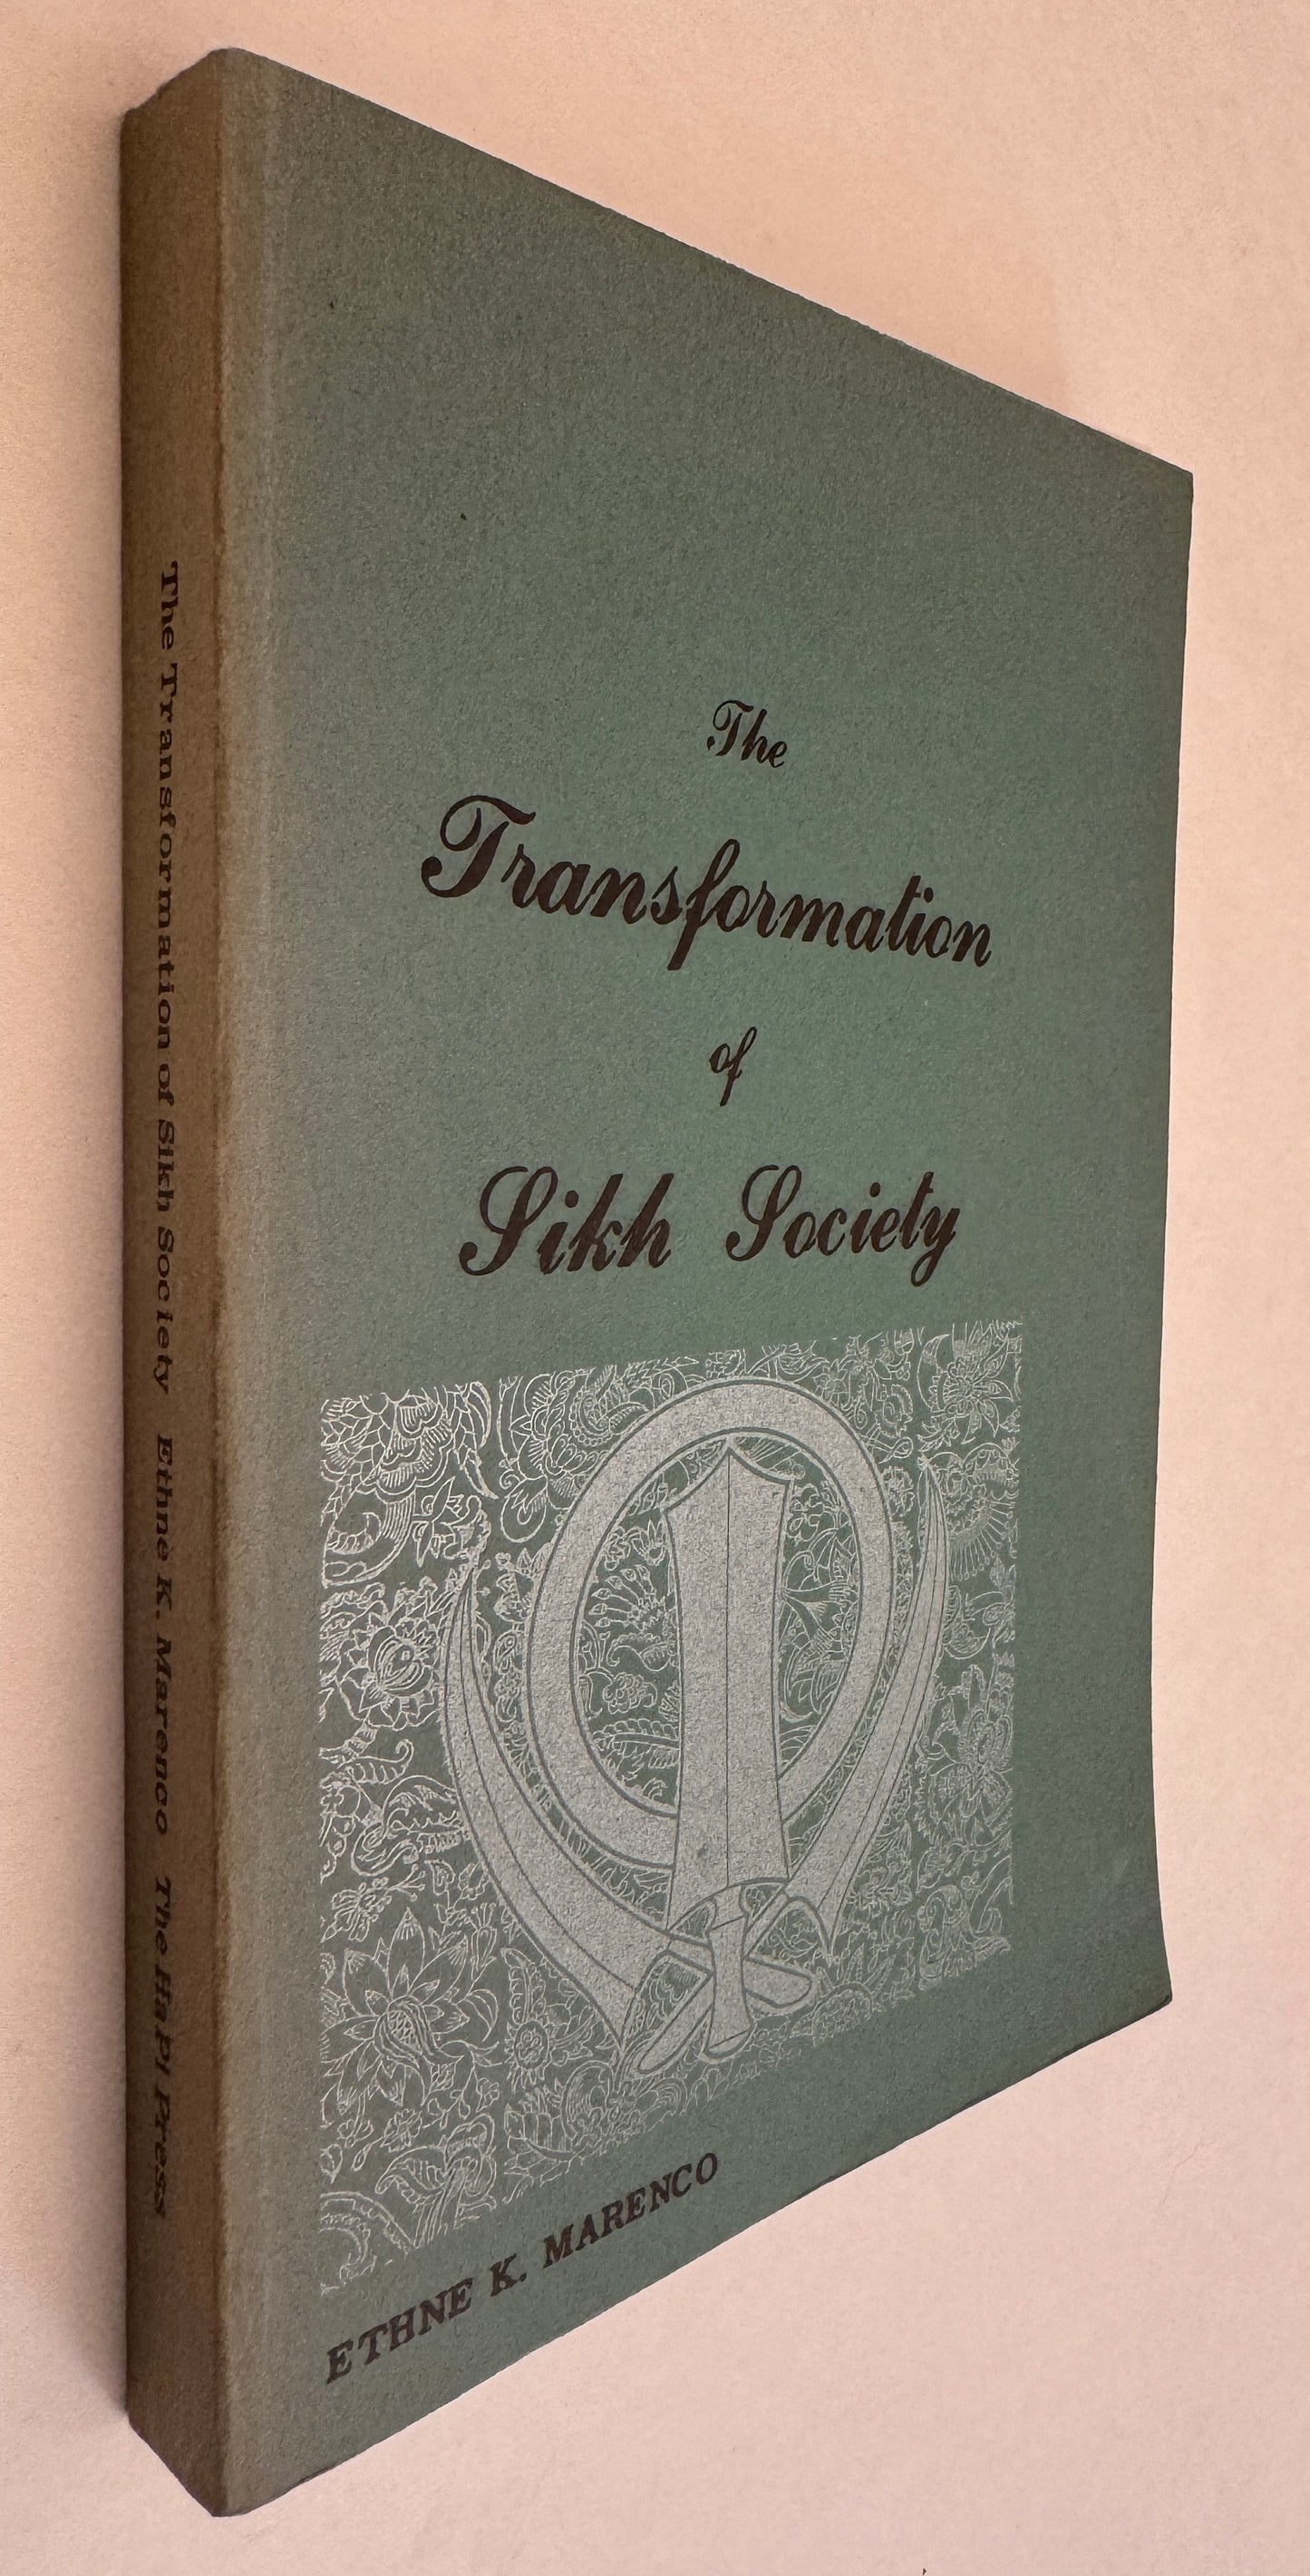 The
Transformation
of
Sikh Society
ETHNE K. MARENCO
The Transformation of Sikh Society Ethne K. Marenco The HaPi Press